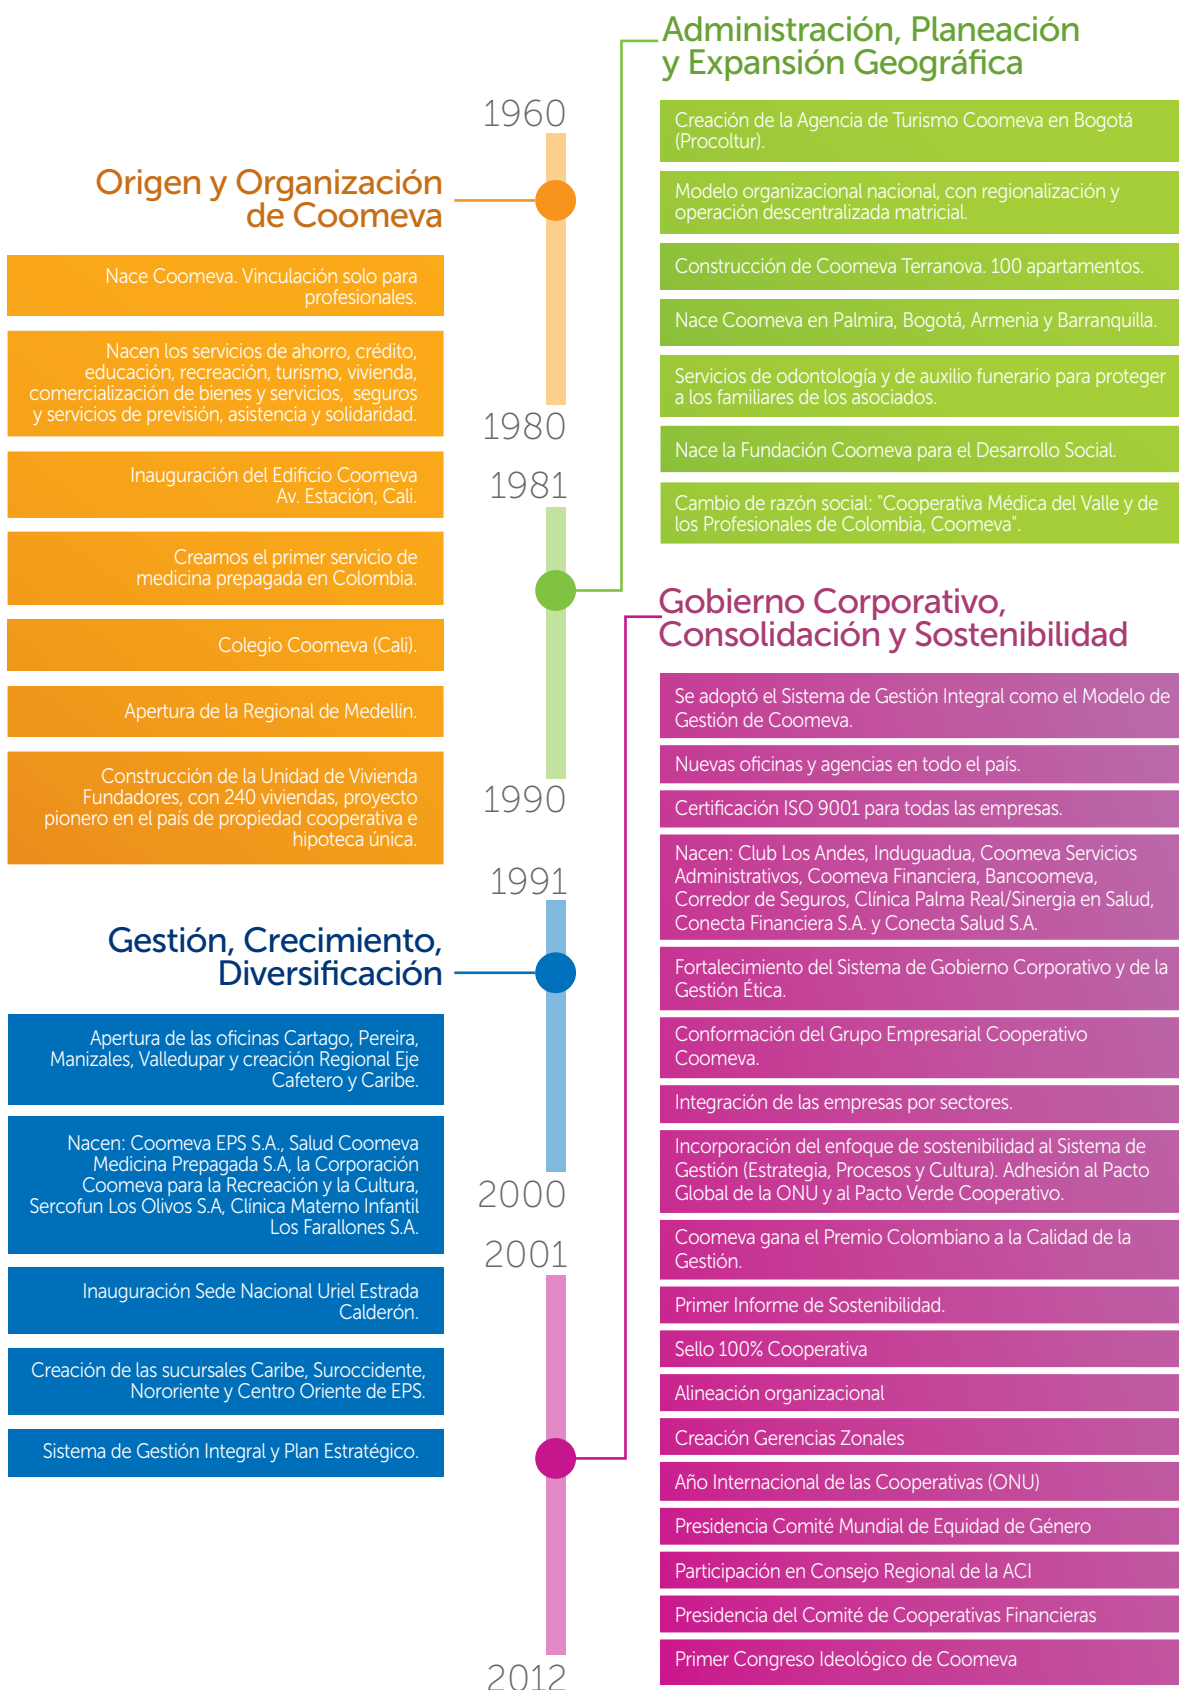 1960
1980
1981
1990
1991
2000
2001
2012
Origen y Organización
de Coomeva
Nace Coomeva. Vinculación solo para
profesionales.
Nacen los servicios de ahorro, crédito,
educación, recreación, turismo, vivienda,
comercialización de bienes y servicios, seguros
y servicios de previsión, asistencia y solidaridad.
Inauguración del Edificio Coomeva
Av. Estación, Cali.
Creamos el primer servicio de
medicina prepagada en Colombia.
Colegio Coomeva (Cali).
Apertura de la Regional de Medellín.
Construcción de la Unidad de Vivienda
Fundadores, con 240 viviendas, proyecto
pionero en el país de propiedad cooperativa e
hipoteca única.
Administración, Planeación
y Expansión Geográfica
Creación de la Agencia de Turismo Coomeva en Bogotá
(Procoltur).
Modelo organizacional nacional, con regionalización y
operación descentralizada matricial.
Construcción de Coomeva Terranova. 100 apartamentos.
Nace Coomeva en Palmira, Bogotá, Armenia y Barranquilla.
Servicios de odontología y de auxilio funerario para proteger
a los familiares de los asociados.
Nace la Fundación Coomeva para el Desarrollo Social.
Cambio de razón social: "Cooperativa Médica del Valle y de
los Profesionales de Colombia, Coomeva".
Gestión, Crecimiento,
Diversificación
Apertura de las oficinas Cartago, Pereira,
Manizales, Valledupar y creación Regional Eje
Cafetero y Caribe.
Nacen: Coomeva EPS S.A., Salud Coomeva
Medicina Prepagada S.A, la Corporación
Coomeva para la Recreación y la Cultura,
Sercofun Los Olivos S.A, Clínica Materno Infantil
Los Farallones S.A.
Inauguración Sede Nacional Uriel Estrada
Calderón.
Creación de las sucursales Caribe, Suroccidente,
Nororiente y Centro Oriente de EPS.
Sistema de Gestión Integral y Plan Estratégico.
Gobierno Corporativo,
Consolidación y Sostenibilidad
Se adoptó el Sistema de Gestión Integral como el Modelo de
Gestión de Coomeva.
Nuevas oficinas y agencias en todo el país.
Certificación ISO 9001 para todas las empresas.
Nacen: Club Los Andes, Induguadua, Coomeva Servicios
Administrativos, Coomeva Financiera, Bancoomeva,
Corredor de Seguros, Clínica Palma Real/Sinergia en Salud,
Conecta Financiera S.A. y Conecta Salud S.A.
Fortalecimiento del Sistema de Gobierno Corporativo y de la
Gestión Ética.
Conformación del Grupo Empresarial Cooperativo
Coomeva.
Integración de las empresas por sectores.
Incorporación del enfoque de sostenibilidad al Sistema de
Gestión (Estrategia, Procesos y Cultura). Adhesión al Pacto
Global de la ONU y al Pacto Verde Cooperativo.
Coomeva gana el Premio Colombiano a la Calidad de la
Gestión.
Primer Informe de Sostenibilidad.
Sello 100% Cooperativa
Alineación organizacional
Creación Gerencias Zonales
Año Internacional de las Cooperativas (ONU)
Presidencia Comité Mundial de Equidad de Género
Participación en Consejo Regional de la ACI
Presidencia del Comité de Cooperativas Financieras
Primer Congreso Ideológico de Coomeva